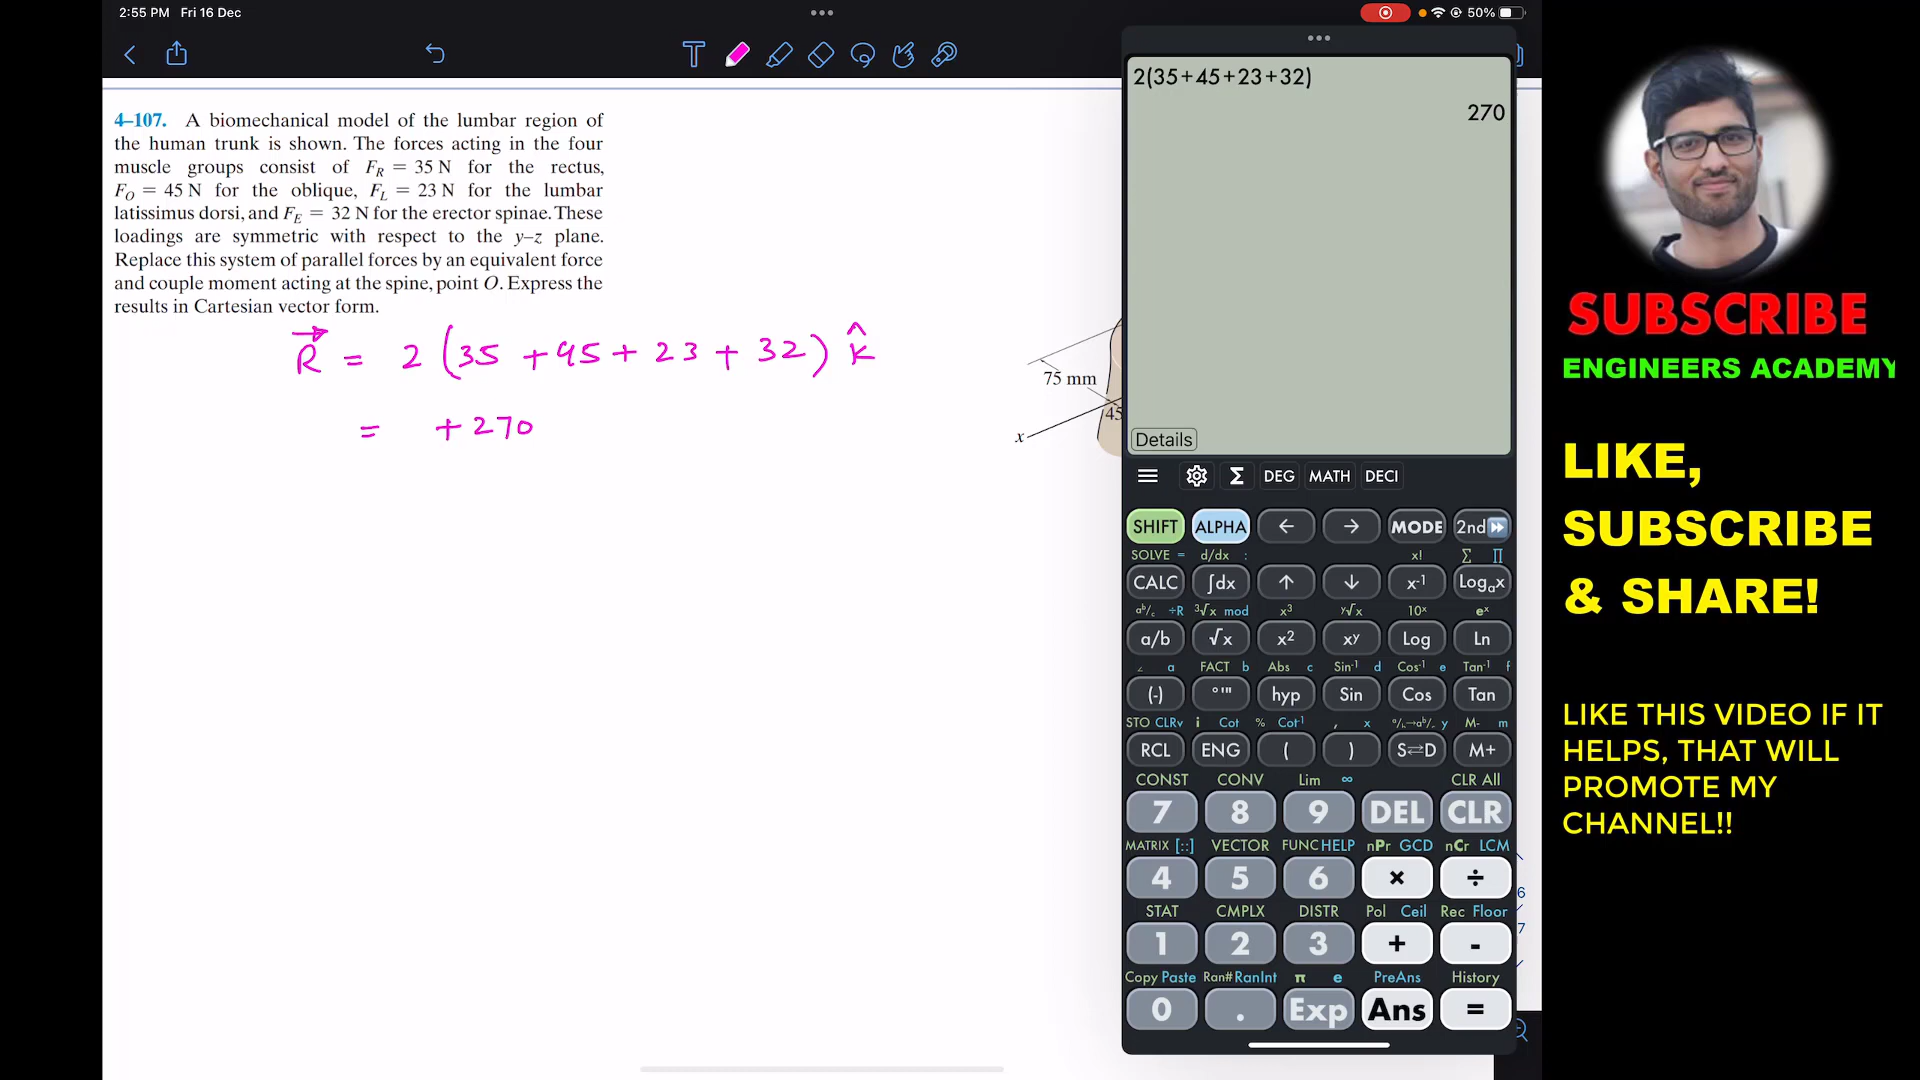 2:55 PM Fri 16 Dec
50%
4–107. A biomechanical model of the lumbar region of
the human trunk is shown. The forces acting in the four
muscle groups consist of F_R = 35 N for the rectus,
F_O = 45 N for the oblique, F_L = 23 N for the lumbar
latissimus dorsi, and F_E = 32 N for the erector spinae. These
loadings are symmetric with respect to the y–z plane.
Replace this system of parallel forces by an equivalent force
and couple moment acting at the spine, point O. Express the
results in Cartesian vector form.
R⃗ = 2 (35 + 45 + 23 + 32) k̂
= + 270
75 mm
45
x
2(35+45+23+32)
270
Details
DEG MATH DECI
SHIFT ALPHA ← → MODE 2nd
SOLVE = d/dx : x! Σ ∏
CALC ∫dx ↑ ↓ x⁻¹ Logₐx
aᵇ/c ÷R ³√x mod x³ ʸ√x 10ˣ eˣ
a/b √x x² xʸ Log Ln
∠ a FACT b Abs c Sin⁻¹ d Cos⁻¹ e Tan⁻¹ f
(-) °'" hyp Sin Cos Tan
STO CLRv i Cot % Cot⁻¹ , x y M- m
RCL ENG ( ) S⇄D M+
CONST CONV Lim ∞ CLR All
7 8 9 DEL CLR
MATRIX [::] VECTOR FUNC HELP nPr GCD nCr LCM
4 5 6 × ÷
STAT CMPLX DISTR Pol Ceil Rec Floor
1 2 3 + -
Copy Paste Ran# RanInt π e PreAns History
0 . Exp Ans =
6
7
SUBSCRIBE
ENGINEERS ACADEMY
LIKE,
SUBSCRIBE
& SHARE!
LIKE THIS VIDEO IF IT
HELPS, THAT WILL
PROMOTE MY
CHANNEL!!